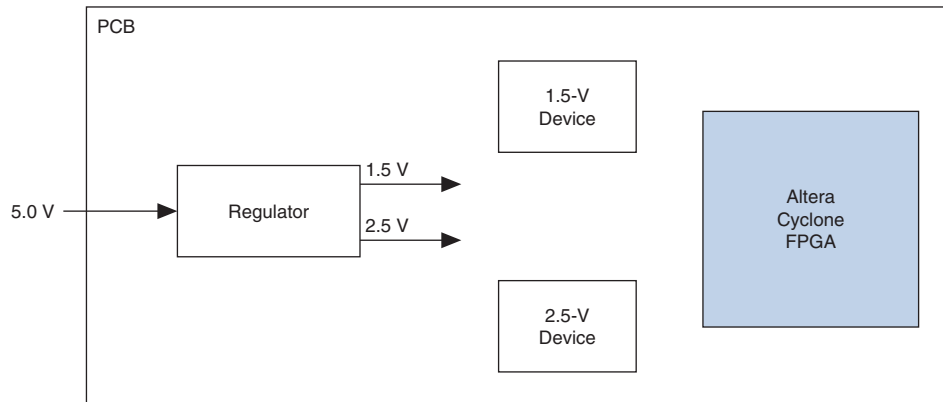 PCB
1.5-V
Device
1.5 V
5.0 V
Regulator
2.5 V
Altera
Cyclone
FPGA
2.5-V
Device